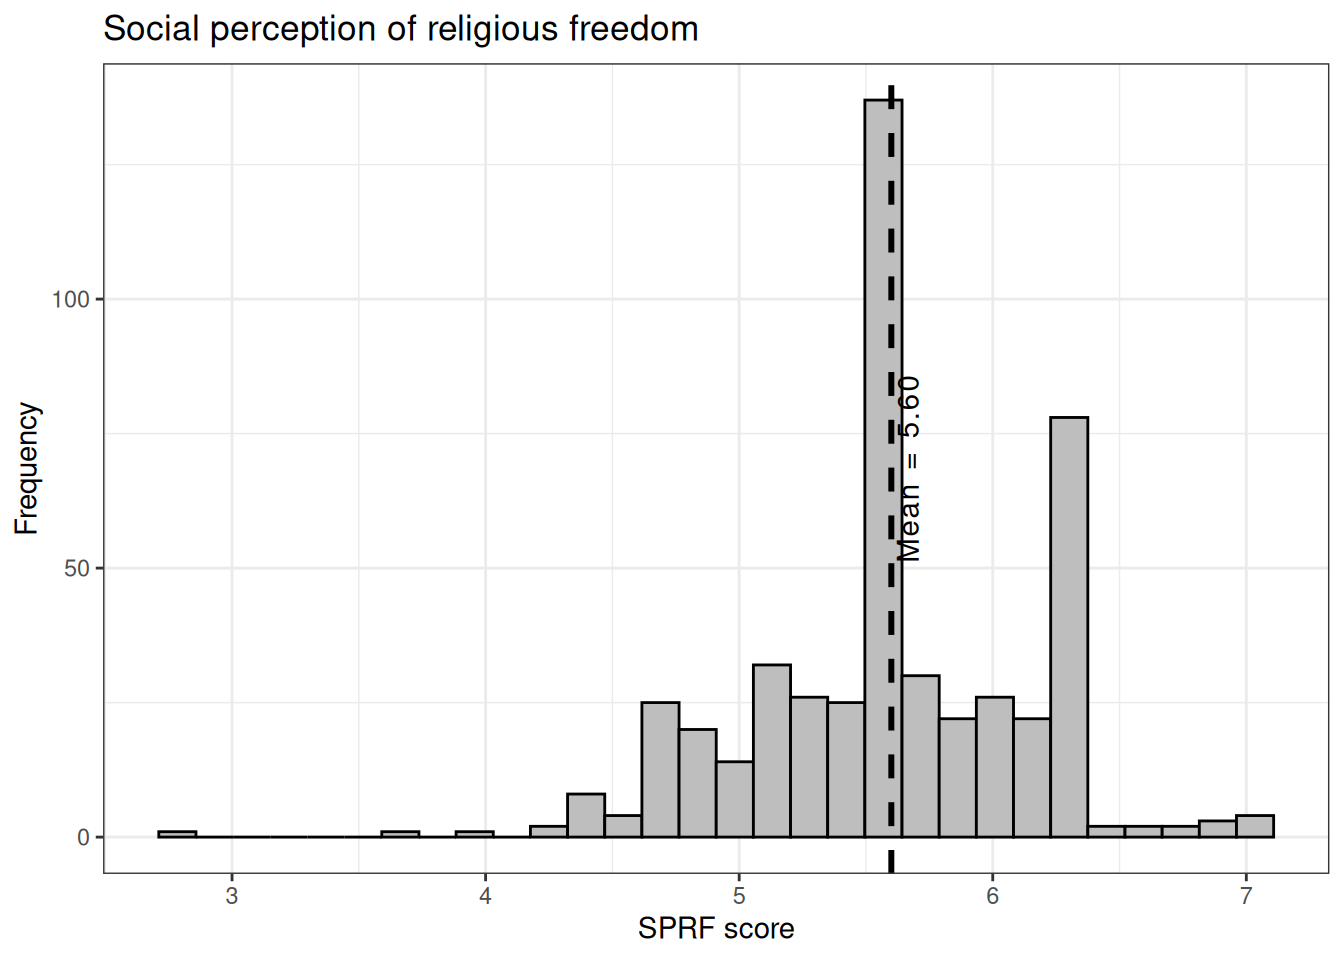 Social perception of religious freedom
Frequency
100
50
0
Mean = 5.60
3 4 5 6 7
SPRF score